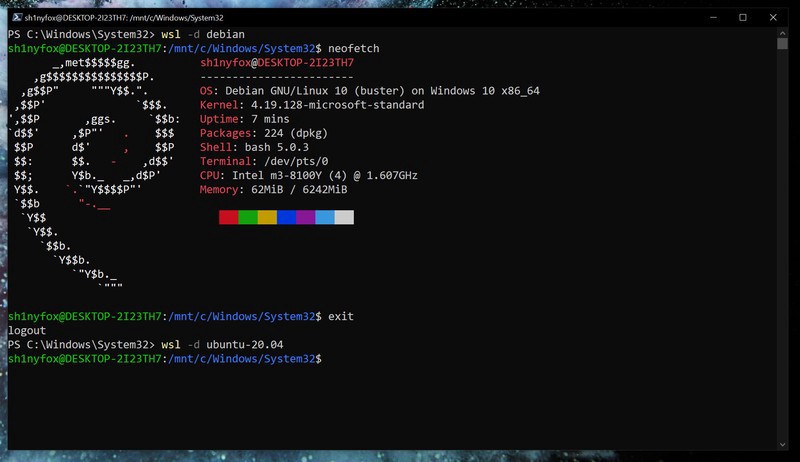 sh1nyfox@DESKTOP-2I23TH7: /mnt/c/Windows/System32
PS C:\Windows\System32> wsl -d debian
sh1nyfox@DESKTOP-2I23TH7:/mnt/c/Windows/System32$ neofetch
       _,met$$$$$gg.          sh1nyfox@DESKTOP-2I23TH7
    ,g$$$$$$$$$$$$$$$P.       ------------------------
  ,g$$P"     """Y$$.".        OS: Debian GNU/Linux 10 (buster) on Windows 10 x86_64
 ,$$P'              `$$$.     Kernel: 4.19.128-microsoft-standard
',$$P       ,ggs.     `$$b:   Uptime: 7 mins
`d$$'     ,$P"'   .    $$$    Packages: 224 (dpkg)
 $$P      d$'     ,    $$P    Shell: bash 5.0.3
 $$:      $$.   -    ,d$$'    Terminal: /dev/pts/0
 $$;      Y$b._   _,d$P'      CPU: Intel m3-8100Y (4) @ 1.607GHz
 Y$$.    `.`"Y$$$$P"'         Memory: 62MiB / 6242MiB
 `$$b      "-.__
  `Y$$
   `Y$$.
     `$$b.
       `Y$$b.
          `"Y$b._
              `"""
sh1nyfox@DESKTOP-2I23TH7:/mnt/c/Windows/System32$ exit
logout
PS C:\Windows\System32> wsl -d ubuntu-20.04
sh1nyfox@DESKTOP-2I23TH7:/mnt/c/Windows/System32$